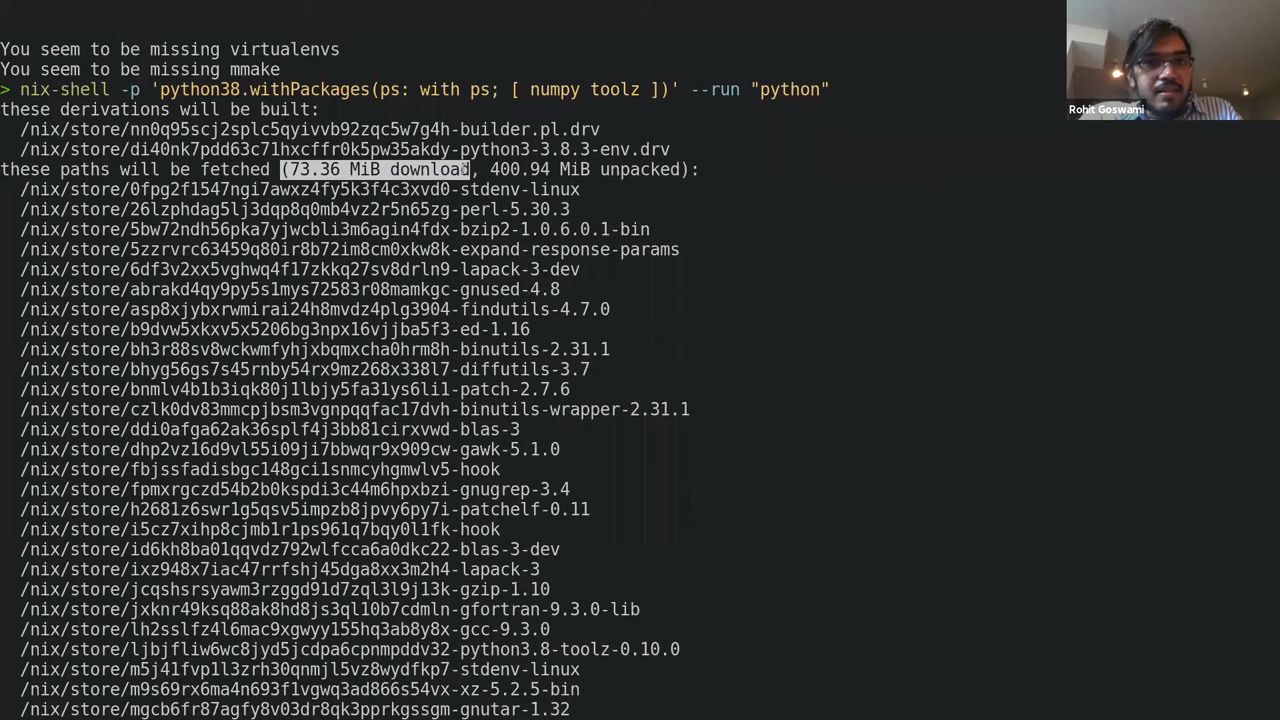 You seem to be missing virtualenvs
You seem to be missing mmake
> nix-shell -p 'python38.withPackages(ps: with ps; [ numpy toolz ])' --run "python"
these derivations will be built:
/nix/store/nn0q95scj2splc5qyivvb92zqc5w7g4h-builder.pl.drv
/nix/store/di40nk7pdd63c71hxcffr0k5pw35akdy-python3-3.8.3-env.drv
these paths will be fetched (73.36 MiB download, 400.94 MiB unpacked):
/nix/store/0fpg2f1547ngi7awxz4fy5k3f4c3xvd0-stdenv-linux
/nix/store/26lzphdag5lj3dqp8q0mb4vz2r5n65zg-perl-5.30.3
/nix/store/5bw72ndh56pka7yjwcbli3m6agin4fdx-bzip2-1.0.6.0.1-bin
/nix/store/5zzrvrc63459q80ir8b72im8cm0xkw8k-expand-response-params
/nix/store/6df3v2xx5vghwq4f17zkkq27sv8drln9-lapack-3-dev
/nix/store/abrakd4qy9py5s1mys72583r08mamkgc-gnused-4.8
/nix/store/asp8xjybxrwmirai24h8mvdz4plg3904-findutils-4.7.0
/nix/store/b9dvw5xkxv5x5206bg3npx16vjjba5f3-ed-1.16
/nix/store/bh3r88sv8wckwmfyhjxbqmxcha0hrm8h-binutils-2.31.1
/nix/store/bhyg56gs7s45rnby54rx9mz268x338l7-diffutils-3.7
/nix/store/bnmlv4b1b3iqk80j1lbjy5fa31ys6li1-patch-2.7.6
/nix/store/czlk0dv83mmcpjbsm3vgnpqqfac17dvh-binutils-wrapper-2.31.1
/nix/store/ddi0afga62ak36splf4j3bb81cirxvwd-blas-3
/nix/store/dhp2vz16d9vl55i09ji7bbwqr9x909cw-gawk-5.1.0
/nix/store/fbjssfadisbgc148gci1snmcyhgmwlv5-hook
/nix/store/fpmxrgczd54b2b0kspdi3c44m6hpxbzi-gnugrep-3.4
/nix/store/h2681z6swr1g5qsv5impzb8jpvy6py7i-patchelf-0.11
/nix/store/i5cz7xihp8cjmb1r1ps961q7bqy0l1fk-hook
/nix/store/id6kh8ba01qqvdz792wlfcca6a0dkc22-blas-3-dev
/nix/store/ixz948x7iac47rrfshj45dga8xx3m2h4-lapack-3
/nix/store/jcqshsrsyawm3rzggd91d7zql3l9j13k-gzip-1.10
/nix/store/jxknr49ksq88ak8hd8js3ql10b7cdmln-gfortran-9.3.0-lib
/nix/store/lh2sslfz4l6mac9xgwyy155hq3ab8y8x-gcc-9.3.0
/nix/store/ljbjfliw6wc8jyd5jcdpa6cpnmpddv32-python3.8-toolz-0.10.0
/nix/store/m5j41fvp1l3zrh30qnmjl5vz8wydfkp7-stdenv-linux
/nix/store/m9s69rx6ma4n693f1vgwq3ad866s54vx-xz-5.2.5-bin
/nix/store/mgcb6fr87agfy8v03dr8qk3pprkgssgm-gnutar-1.32
Rohit Goswami